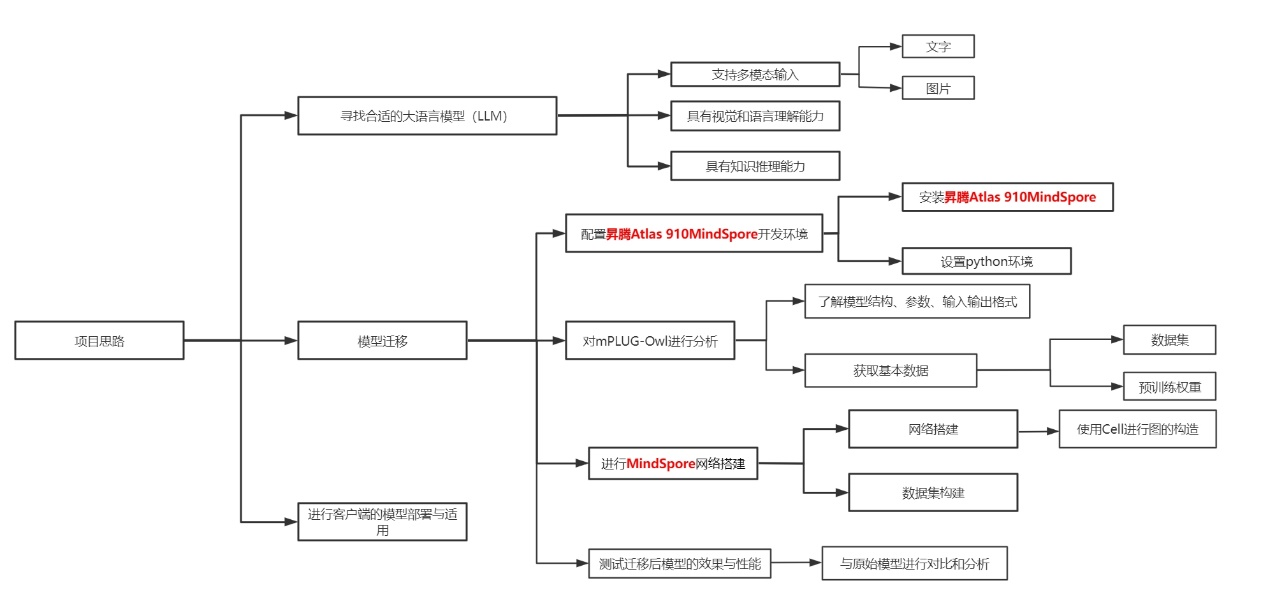 文字
支持多模态输入
图片
寻找合适的大语言模型（LLM）
具有视觉和语言理解能力
具有知识推理能力
安装昇腾Atlas 910MindSpore
配置昇腾Atlas 910MindSpore开发环境
设置python环境
了解模型结构、参数、输入输出格式
项目思路
模型迁移
对mPLUG-Owl进行分析
数据集
获取基本数据
预训练权重
网络搭建
使用Cell进行图的构造
进行MindSpore网络搭建
数据集构建
进行客户端的模型部署与适
用
测试迁移后模型的效果与性能
与原始模型进行对比和分析